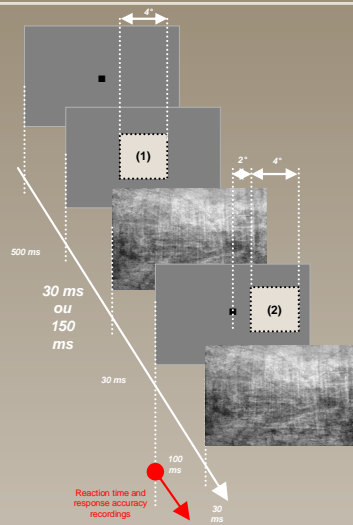 4°
(1)
2°
4°
500 ms
30 ms
ou
150
ms
(2)
30 ms
100
ms
30
ms
Reaction time and
response accuracy
recordings